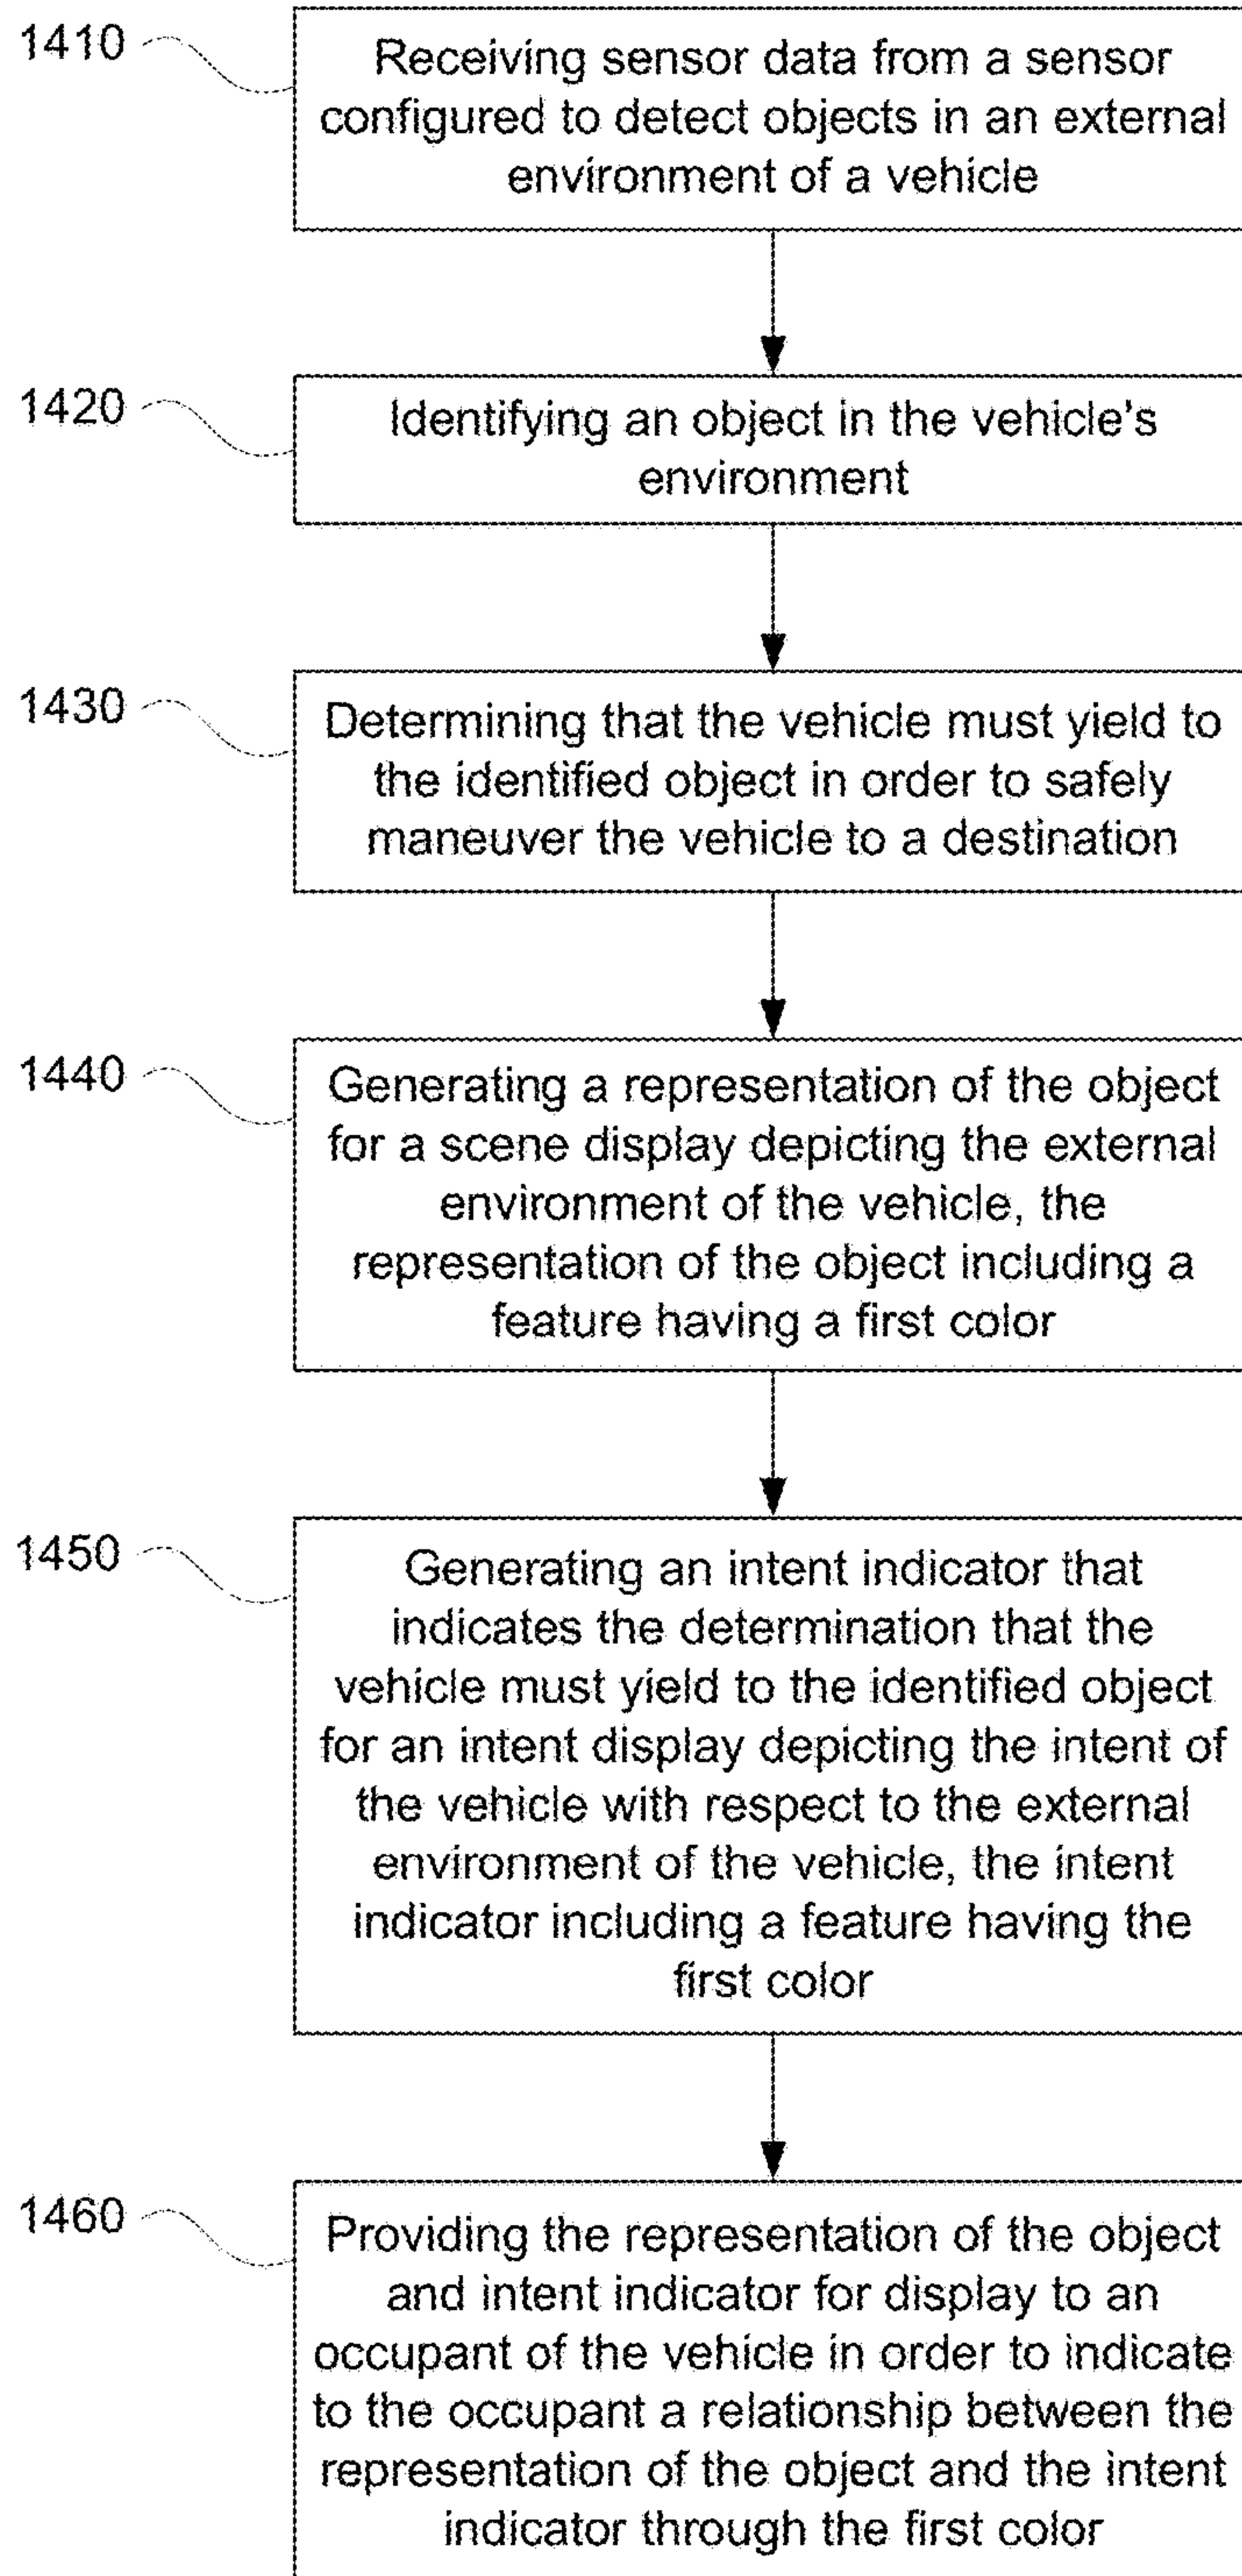 1410
Receiving sensor data from a sensor
configured to detect objects in an external
environment of a vehicle
1420
Identifying an object in the vehicle's
environment
1430
Determining that the vehicle must yield to
the identified object in order to safely
maneuver the vehicle to a destination
1440
Generating a representation of the object
for a scene display depicting the external
environment of the vehicle, the
representation of the object including a
feature having a first color
1450
Generating an intent indicator that
indicates the determination that the
vehicle must yield to the identified object
for an intent display depicting the intent of
the vehicle with respect to the external
environment of the vehicle, the intent
indicator including a feature having the
first color
1460
Providing the representation of the object
and intent indicator for display to an
occupant of the vehicle in order to indicate
to the occupant a relationship between the
representation of the object and the intent
indicator through the first color